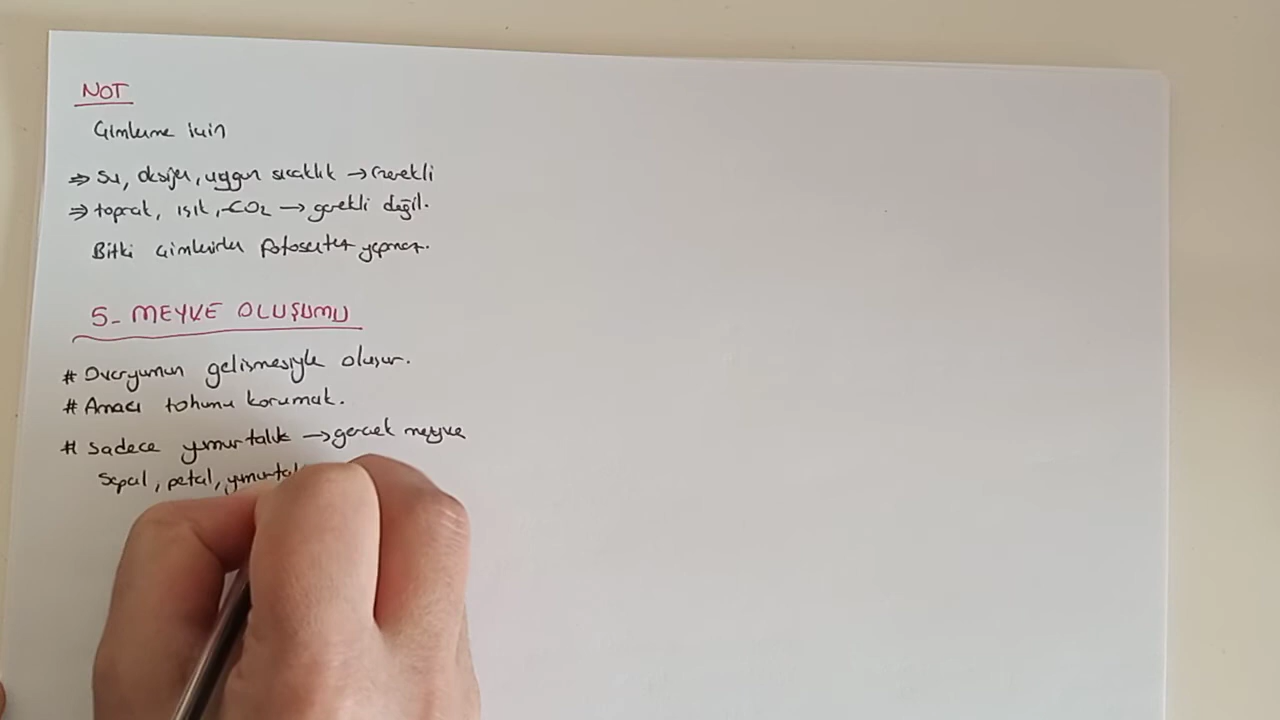 NOT
Çimlenme için
⇒ Su, oksijen, uygun sıcaklık → Gerekli
⇒ toprak, ışık, CO2 → gerekli değil.
Bitki çimlenirken fotosentez yapmaz.
5- MEYVE OLUŞUMU
# Ovaryumun gelişmesiyle oluşur.
# Amacı tohumu korumak.
# Sadece yumurtalık → gerçek meyve
Sepal, petal,